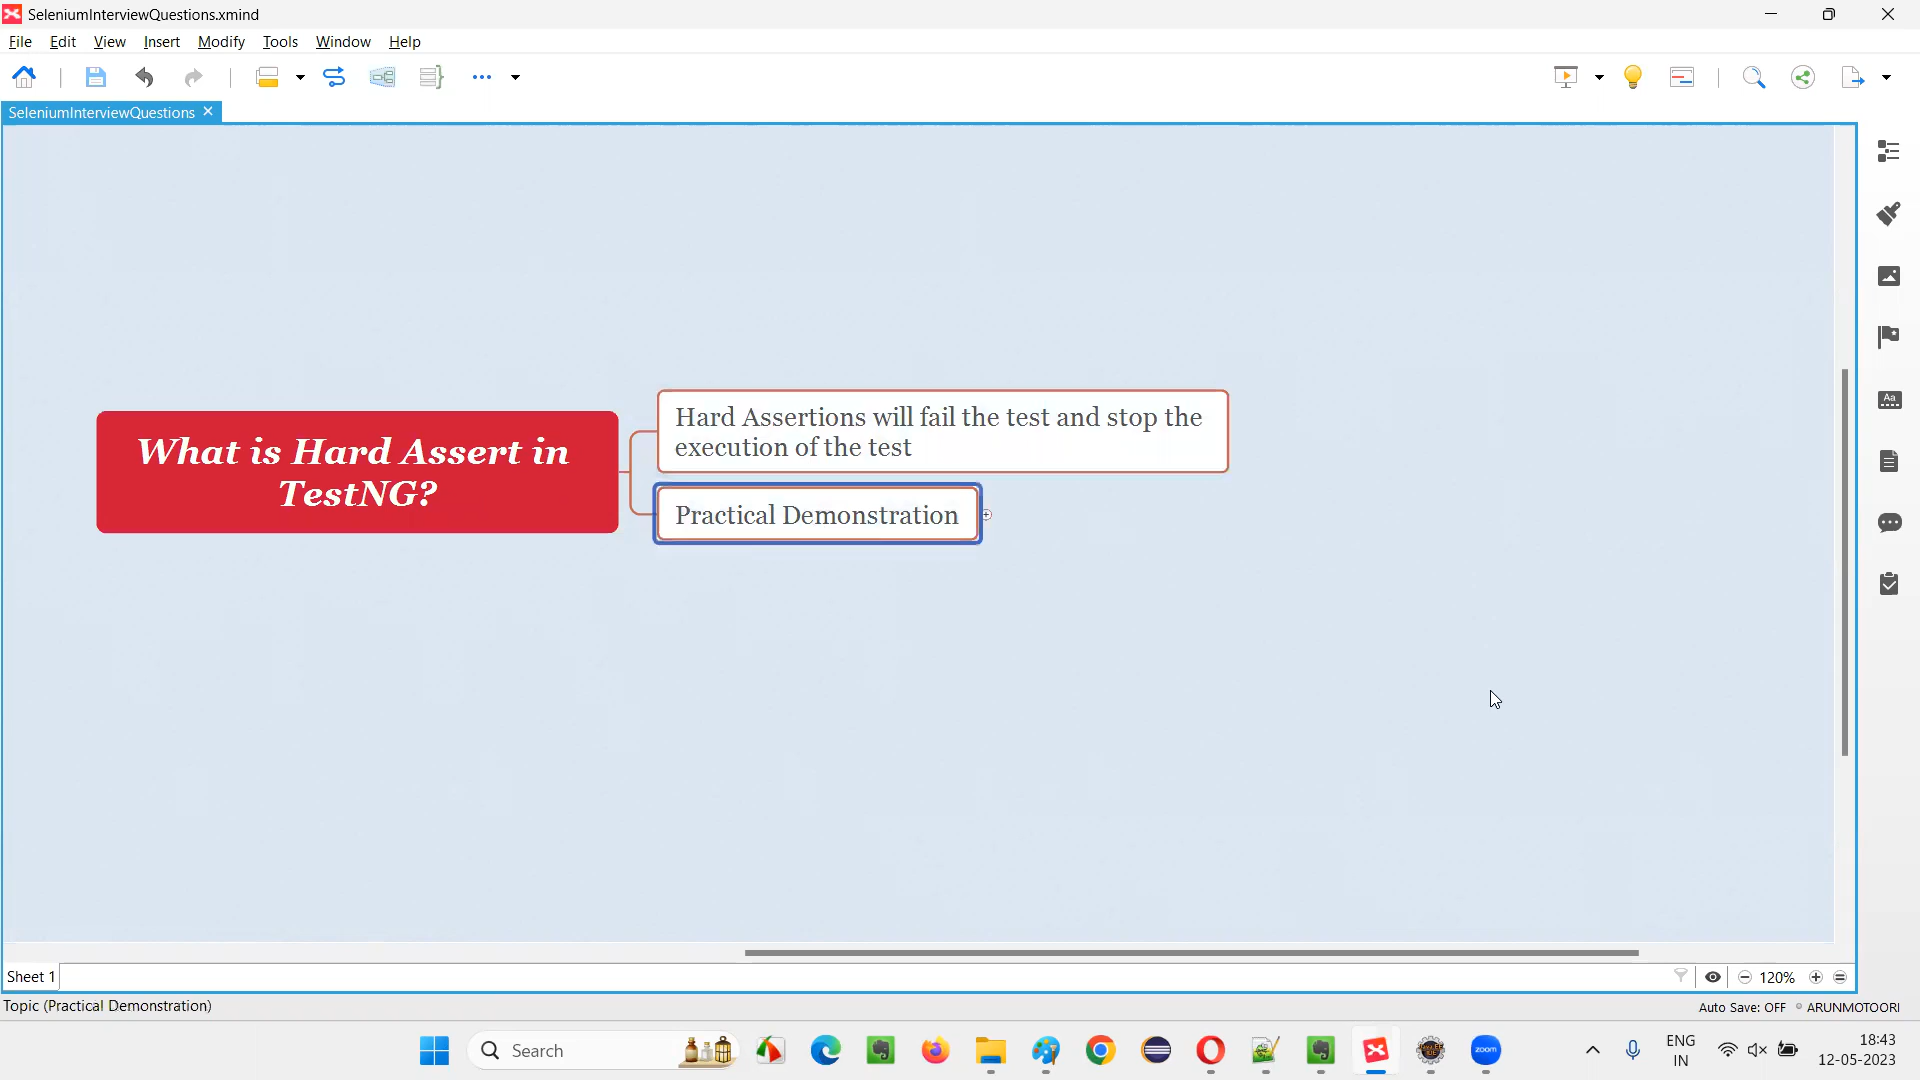 SeleniumInterviewQuestions.xmind
File Edit View Insert Modify Tools Window Help
SeleniumInterviewQuestions
What is Hard Assert in
TestNG?
Hard Assertions will fail the test and stop the
execution of the test
Practical Demonstration
Aa
Sheet 1
120%
Topic (Practical Demonstration)
Auto Save: OFF
ARUNMOTOORI
Search
zoom
ENG
IN
18:43
12-05-2023